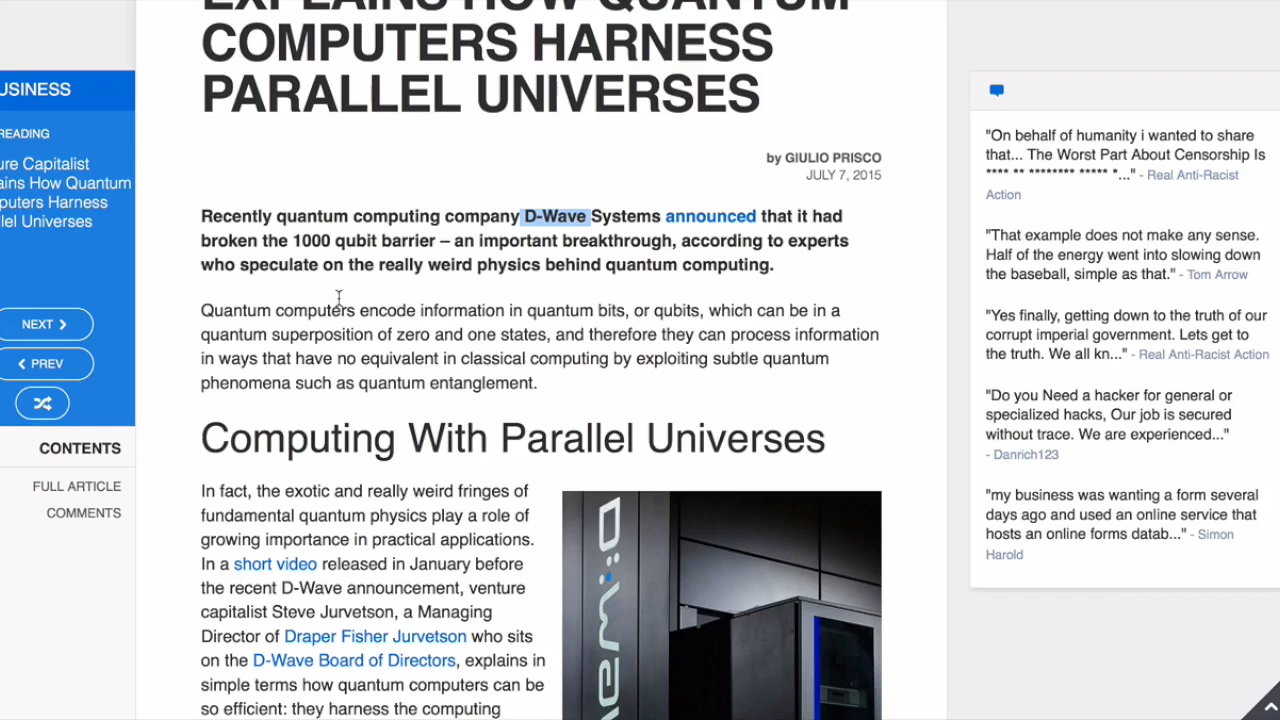 EXPLAINS HOW QUANTUM
COMPUTERS HARNESS
PARALLEL UNIVERSES
by GIULIO PRISCO
JULY 7, 2015
Recently quantum computing company D-Wave Systems announced that it had
broken the 1000 qubit barrier – an important breakthrough, according to experts
who speculate on the really weird physics behind quantum computing.
Quantum computers encode information in quantum bits, or qubits, which can be in a
quantum superposition of zero and one states, and therefore they can process information
in ways that have no equivalent in classical computing by exploiting subtle quantum
phenomena such as quantum entanglement.
Computing With Parallel Universes
In fact, the exotic and really weird fringes of
fundamental quantum physics play a role of
growing importance in practical applications.
In a short video released in January before
the recent D-Wave announcement, venture
capitalist Steve Jurvetson, a Managing
Director of Draper Fisher Jurvetson who sits
on the D-Wave Board of Directors, explains in
simple terms how quantum computers can be
so efficient: they harness the computing
D:Wave
USINESS
READING
ure Capitalist
ains How Quantum
puters Harness
lel Universes
NEXT
PREV
CONTENTS
FULL ARTICLE
COMMENTS
"On behalf of humanity i wanted to share
that... The Worst Part About Censorship Is
**** ** ******** ***** *..." - Real Anti-Racist
Action
"That example does not make any sense.
Half of the energy went into slowing down
the baseball, simple as that." - Tom Arrow
"Yes finally, getting down to the truth of our
corrupt imperial government. Lets get to
the truth. We all kn..." - Real Anti-Racist Action
"Do you Need a hacker for general or
specialized hacks, Our job is secured
without trace. We are experienced..."
- Danrich123
"my business was wanting a form several
days ago and used an online service that
hosts an online forms datab..." - Simon
Harold